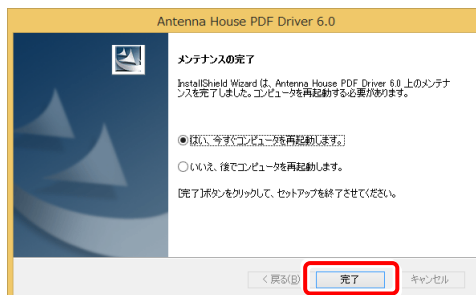 Antenna House PDF Driver 6.0
メンテナンスの完了
InstallShield Wizard は、Antenna House PDF Driver 6.0 上のメンテナ
ンスを完了しました。コンピュータを再起動する必要があります。
はい、今すぐコンピュータを再起動します。
いいえ、後でコンピュータを再起動します。
[完了]ボタンをクリックして、セットアップを終了させてください。
< 戻る(B) 完了 キャンセル